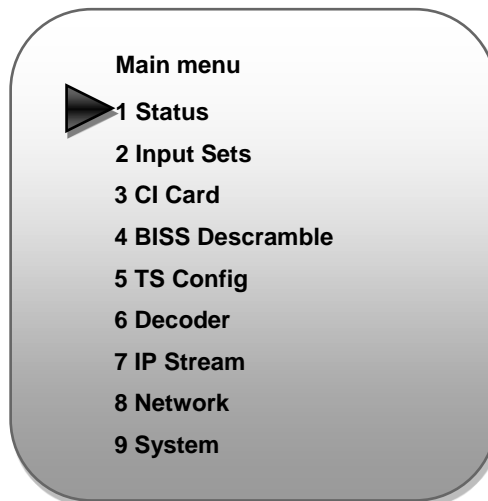 Main menu
1 Status
2 Input Sets
3 CI Card
4 BISS Descramble
5 TS Config
6 Decoder
7 IP Stream
8 Network
9 System